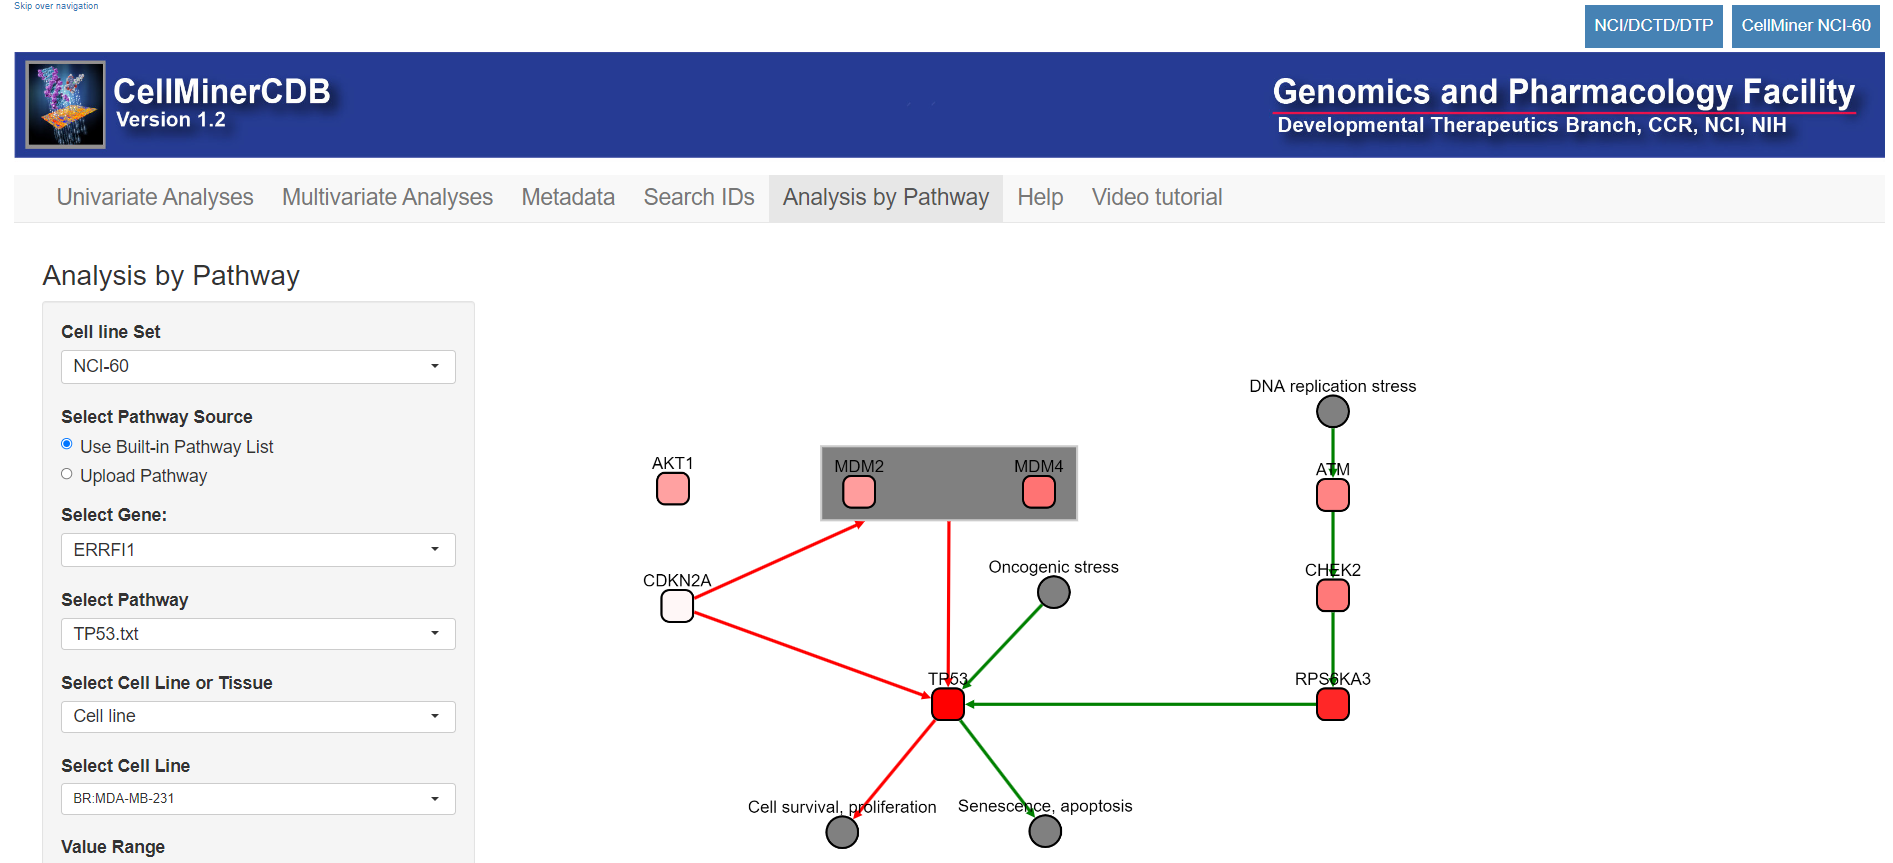 Skip over navigation
NCI/DCTD/DTP
CellMiner NCI-60
CellMinerCDB
Version 1.2
Genomics and Pharmacology Facility
Developmental Therapeutics Branch, CCR, NCI, NIH
Univariate Analyses
Multivariate Analyses
Metadata
Search IDs
Analysis by Pathway
Help
Video tutorial
Analysis by Pathway
Cell line Set
NCI-60
Select Pathway Source
Use Built-in Pathway List
Upload Pathway
Select Gene:
ERRFI1
Select Pathway
TP53.txt
Select Cell Line or Tissue
Cell line
Select Cell Line
BR:MDA-MB-231
Value Range
DNA replication stress
AKT1
MDM2
MDM4
ATM
Oncogenic stress
CHEK2
CDKN2A
TP53
RPS6KA3
Cell survival, proliferation
Senescence, apoptosis